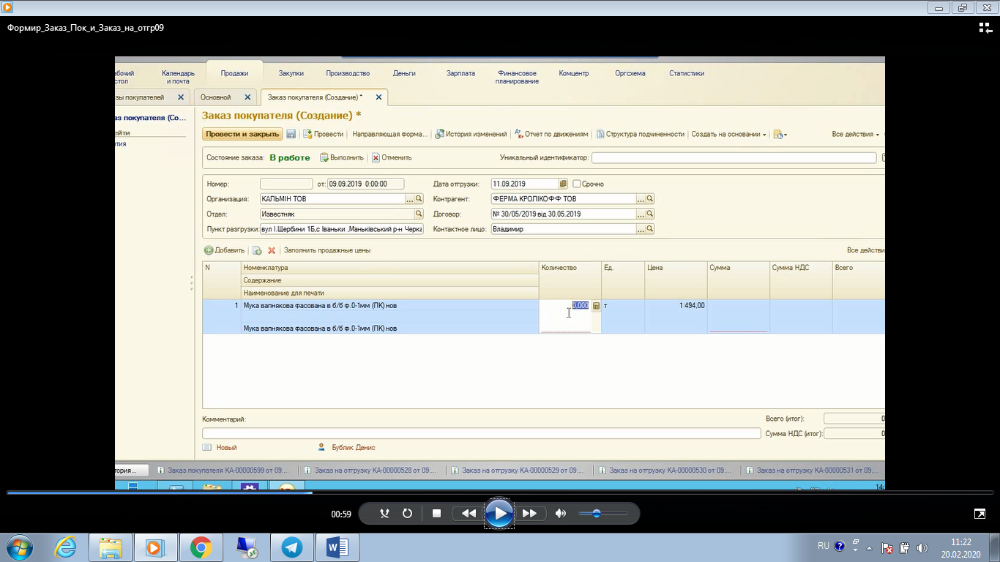 Формир_Заказ_Пок_и_Заказ_на_отгр09
абочий стол
Календарь и почта
Продажи
Закупки
Производство
Деньги
Зарплата
Финансовое планирование
Комцентр
Оргсхема
Статистики
зы покупателей
Основной
Заказ покупателя (Создание) *
аз покупателя (Со...
ейти
тия
Заказ покупателя (Создание) *
Провести и закрыть Провести Направляющая форма... История изменений Дт Кт Отчет по движениям Структура подчиненности Создать на основании Все действия
Состояние заказа: В работе Выполнить Отменить Уникальный идентификатор:
Номер: от: 09.09.2019 0:00:00 Дата отгрузки: 11.09.2019 Срочно
Организация: КАЛЬМІН ТОВ Контрагент: ФЕРМА КРОЛІКОФФ ТОВ
Отдел: Известняк Договор: № 30/05/2019 від 30.05.2019
Пункт разгрузки: вул І.Щербини 1Б,с Іваньки ,Маньківський р-н Черка Контактное лицо: Владимир
Добавить Заполнить продажные цены Все действи
N Номенклатура Количество Ед. Цена Сумма Сумма НДС Всего
Содержание
Наименование для печати
1 Мука вапнякова фасована в б/б ф.0-1мм (ПК) нов 0,000 т 1 494,00
Мука вапнякова фасована в б/б ф.0-1мм (ПК) нов
Комментарий: Всего (итог): 0
Сумма НДС (итог): 0
Новый Бублик Денис
тория... Заказ покупателя КА-00000599 от 09.... Заказ на отгрузку КА-00000528 от 09.... Заказ на отгрузку КА-00000529 от 09.... Заказ на отгрузку КА-00000530 от 09.... Заказ на отгрузку КА-00000531 от 09....
14:
00:59
RU 11:22
20.02.2020